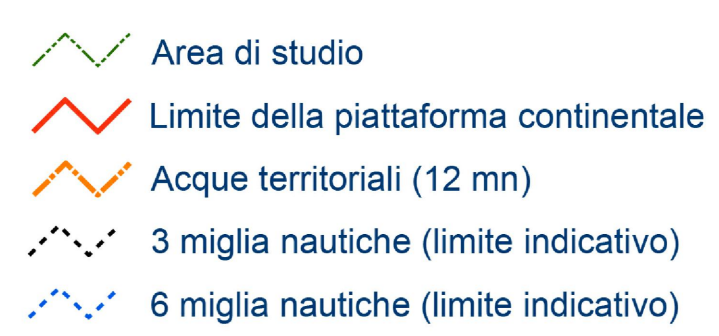 Area di studio
Limite della piattaforma continentale
Acque territoriali (12 mn)
3 miglia nautiche (limite indicativo)
6 miglia nautiche (limite indicativo)